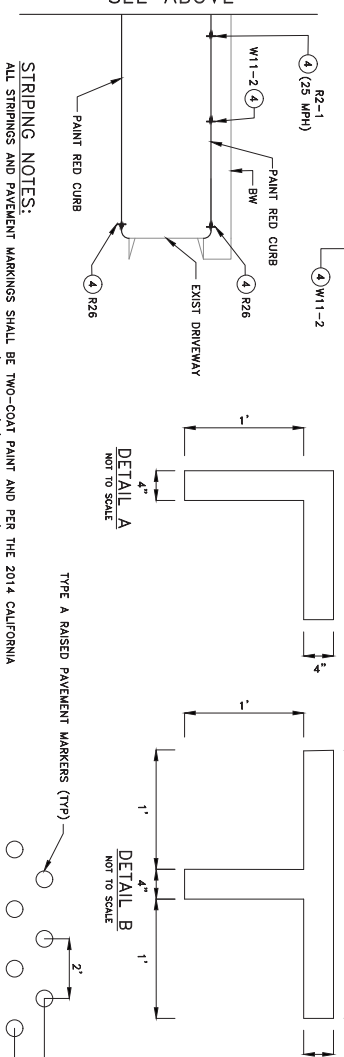 SEE ABOVE
R2-1
(25 MPH)
4
W11-2
4
PAINT RED CURB
BW
4
R26
PAINT RED CURB
EXIST DRIVEWAY
4
R26
4
W11-2
1'
4"
4"
DETAIL A
NOT TO SCALE
1'
1'
4"
1'
DETAIL B
NOT TO SCALE
STRIPING NOTES:
ALL STRIPINGS AND PAVEMENT MARKINGS SHALL BE TWO-COAT PAINT AND PER THE 2014 CALIFORNIA
TYPE A RAISED PAVEMENT MARKERS (TYP)
2'